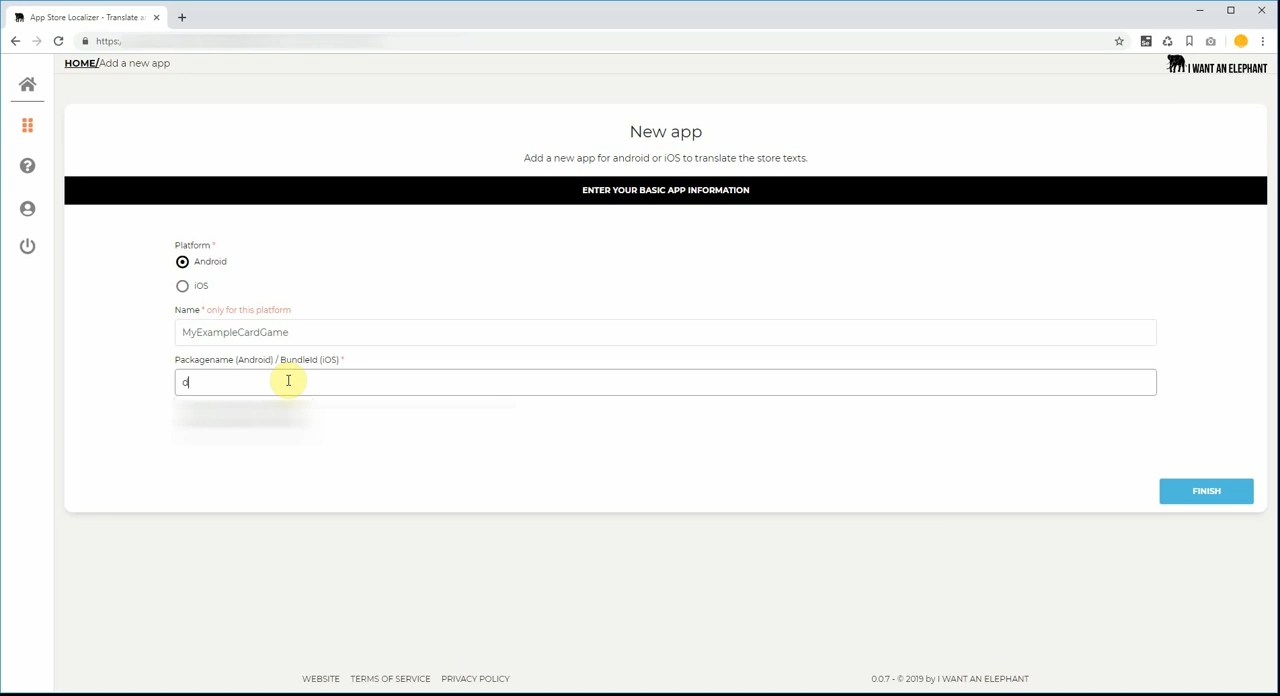 App Store Localizer - Translate a
https:
HOME/Add a new app
I WANT AN ELEPHANT
New app
Add a new app for android or iOS to translate the store texts.
ENTER YOUR BASIC APP INFORMATION
Platform *
Android
iOS
Name * only for this platform
MyExampleCardGame
Packagename (Android) / BundleId (iOS) *
d
FINISH
WEBSITE TERMS OF SERVICE PRIVACY POLICY
0.0.7 - © 2019 by I WANT AN ELEPHANT